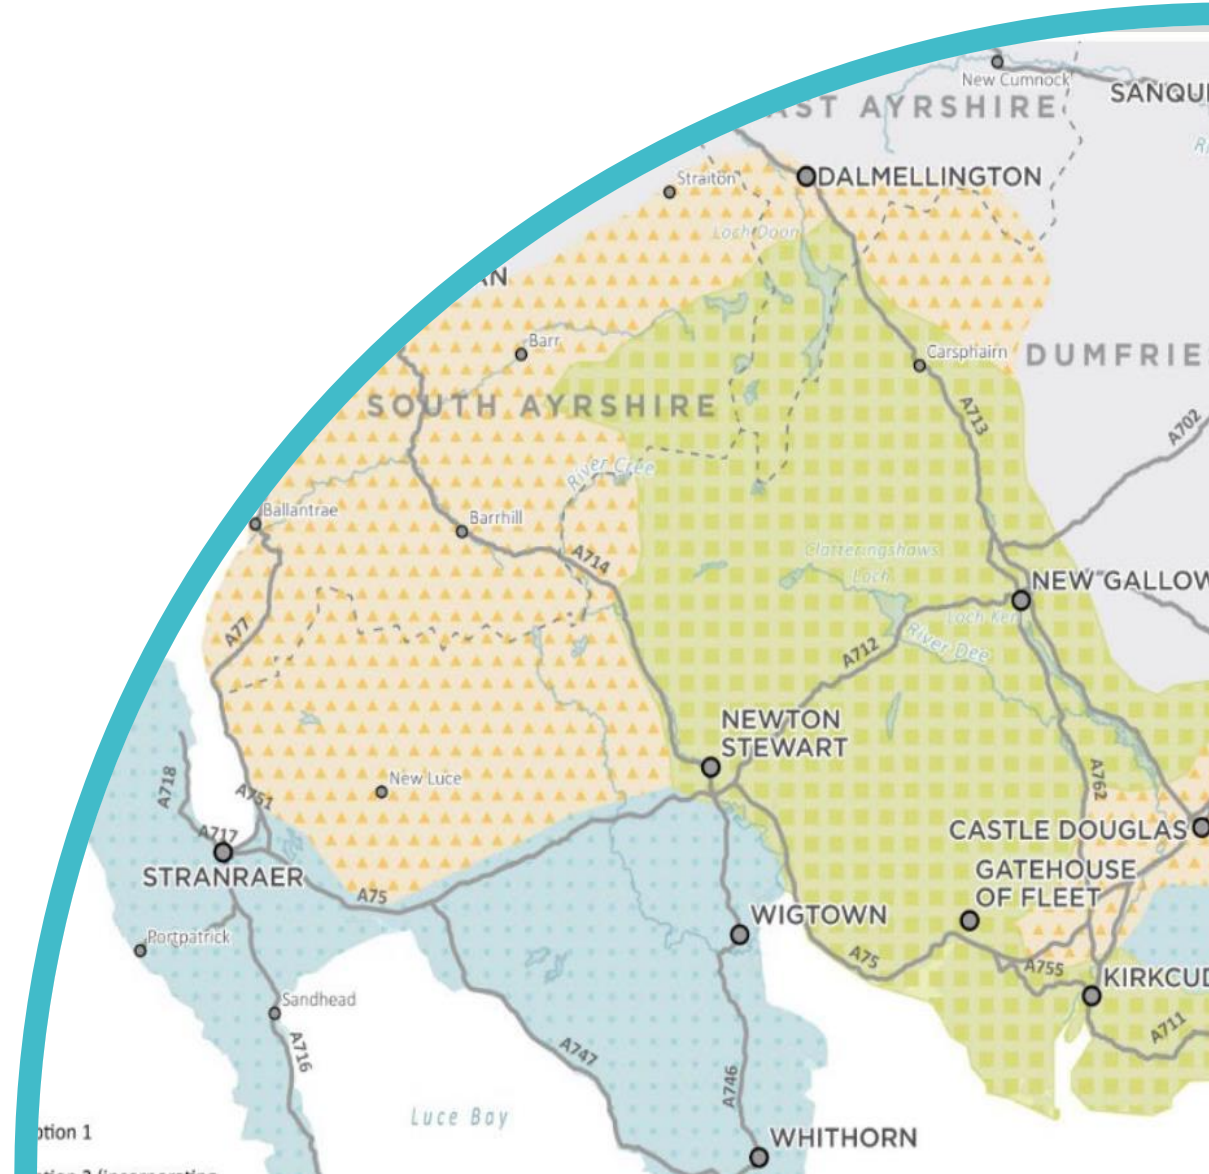 New Cumnock
SANQU
AST AYRSHIRE
DALMELLINGTON
Straiton
Loch Doon
AN
Barr
Carsphairn
DUMFRIE
SOUTH AYRSHIRE
A713
A702
River Cree
Ballantrae
Barrhill
A714
Clatteringshaws
Loch
NEW GALLOW
Loch Ken
River Dee
A77
A712
NEWTON
STEWART
A718
A751
New Luce
A762
A717
STRANRAER
CASTLE DOUGLAS
GATEHOUSE
OF FLEET
A75
WIGTOWN
Portpatrick
A75
A755
KIRKCUD
Sandhead
A716
A747
A711
A746
Luce Bay
ption 1
WHITHORN